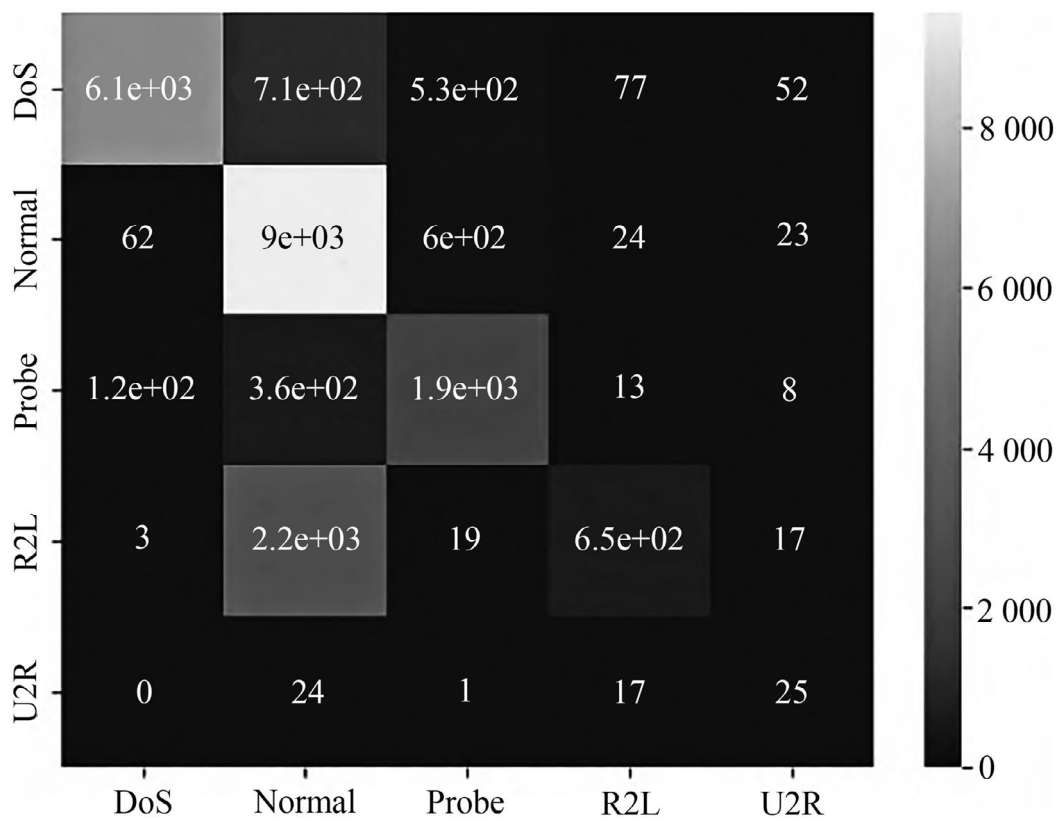 DoS 6.1e+03 7.1e+02 5.3e+02 77 52
8 000
Normal 62 9e+03 6e+02 24 23
6 000
Probe 1.2e+02 3.6e+02 1.9e+03 13 8
4 000
R2L 3 2.2e+03 19 6.5e+02 17
2 000
U2R 0 24 1 17 25
0
DoS Normal Probe R2L U2R